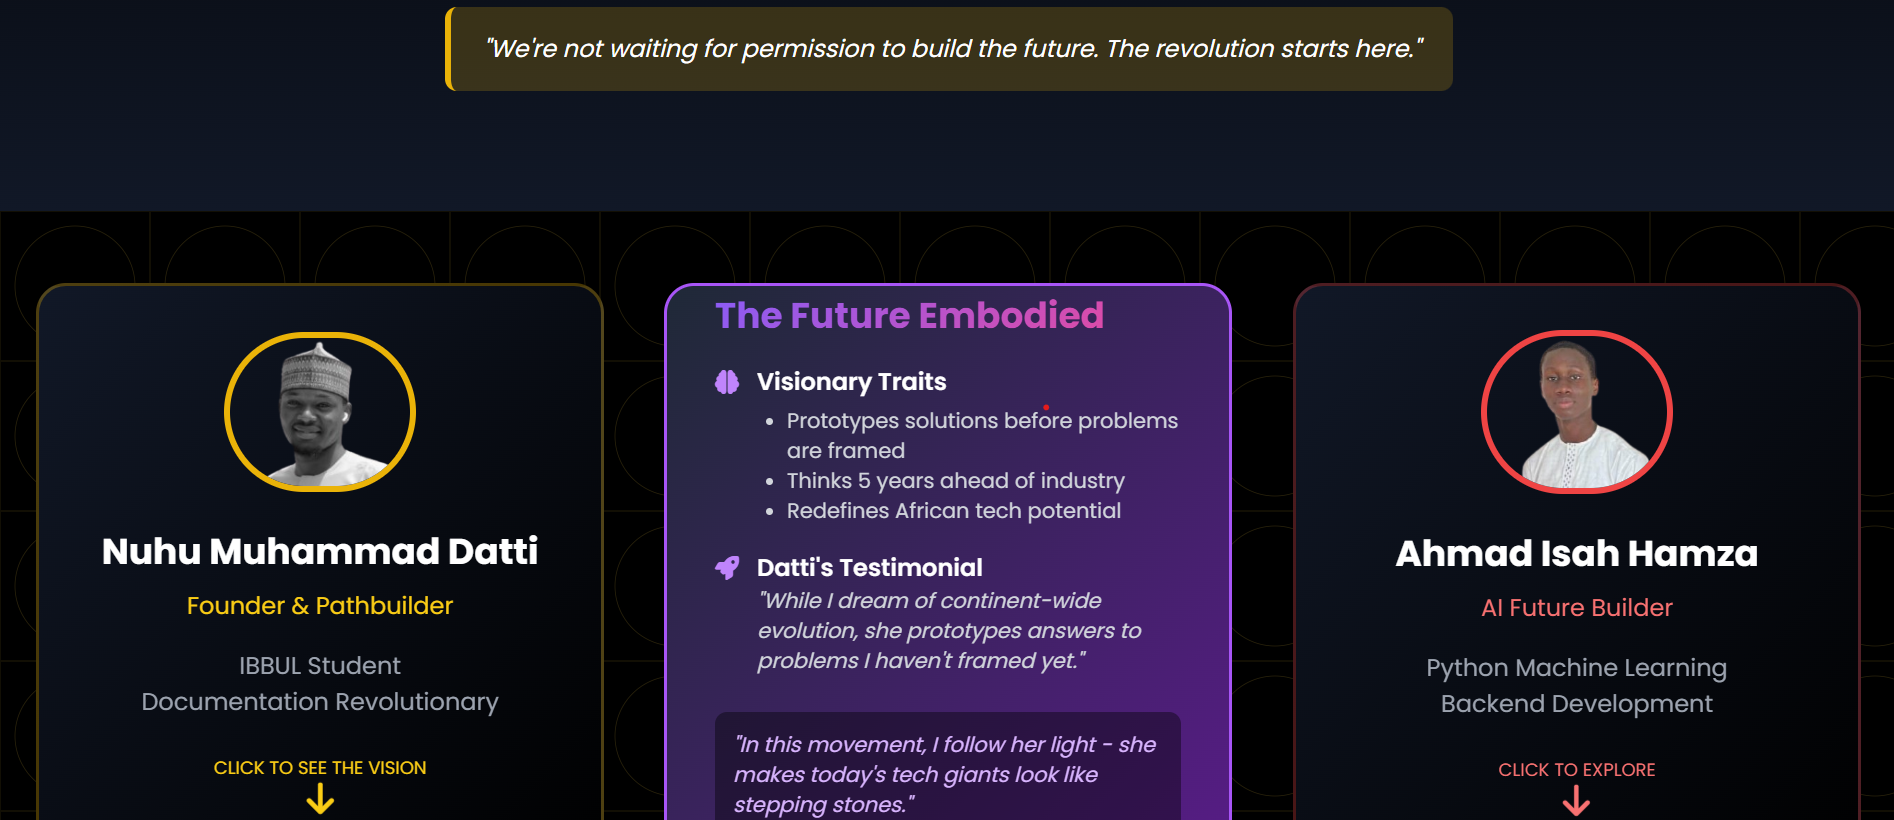 "We're not waiting for permission to build the future. The revolution starts here."
Nuhu Muhammad Datti
Founder & Pathbuilder
IBBUL Student
Documentation Revolutionary
CLICK TO SEE THE VISION
The Future Embodied
Visionary Traits
Prototypes solutions before problems
are framed
Thinks 5 years ahead of industry
Redefines African tech potential
Datti's Testimonial
"While I dream of continent-wide
evolution, she prototypes answers to
problems I haven't framed yet."
"In this movement, I follow her light - she
makes today's tech giants look like
stepping stones."
Ahmad Isah Hamza
AI Future Builder
Python Machine Learning
Backend Development
CLICK TO EXPLORE